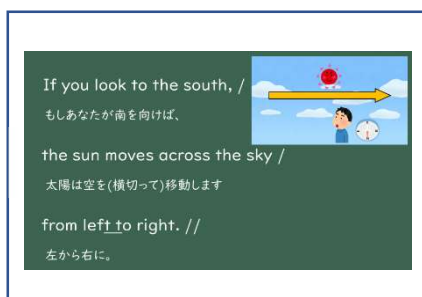 If you look to the south, /
もしあなたが南を向けば、
the sun moves across the sky /
太陽は空を(横切って)移動します
from left to right. //
左から右に。